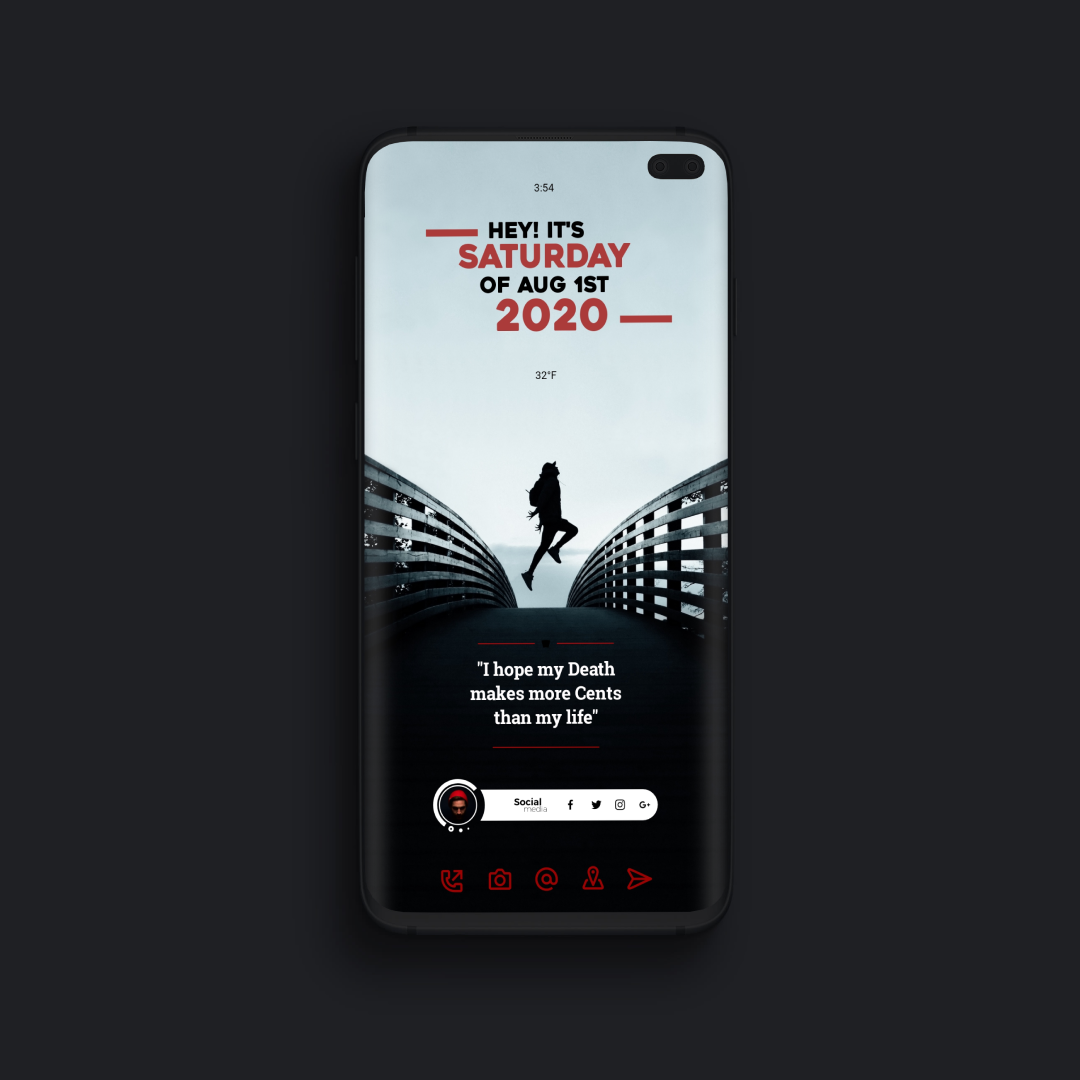 3:54
HEY! IT'S
SATURDAY
OF AUG 1ST
2020
32°F
"I hope my Death
makes more Cents
than my life"
Social
media
f
G+
@